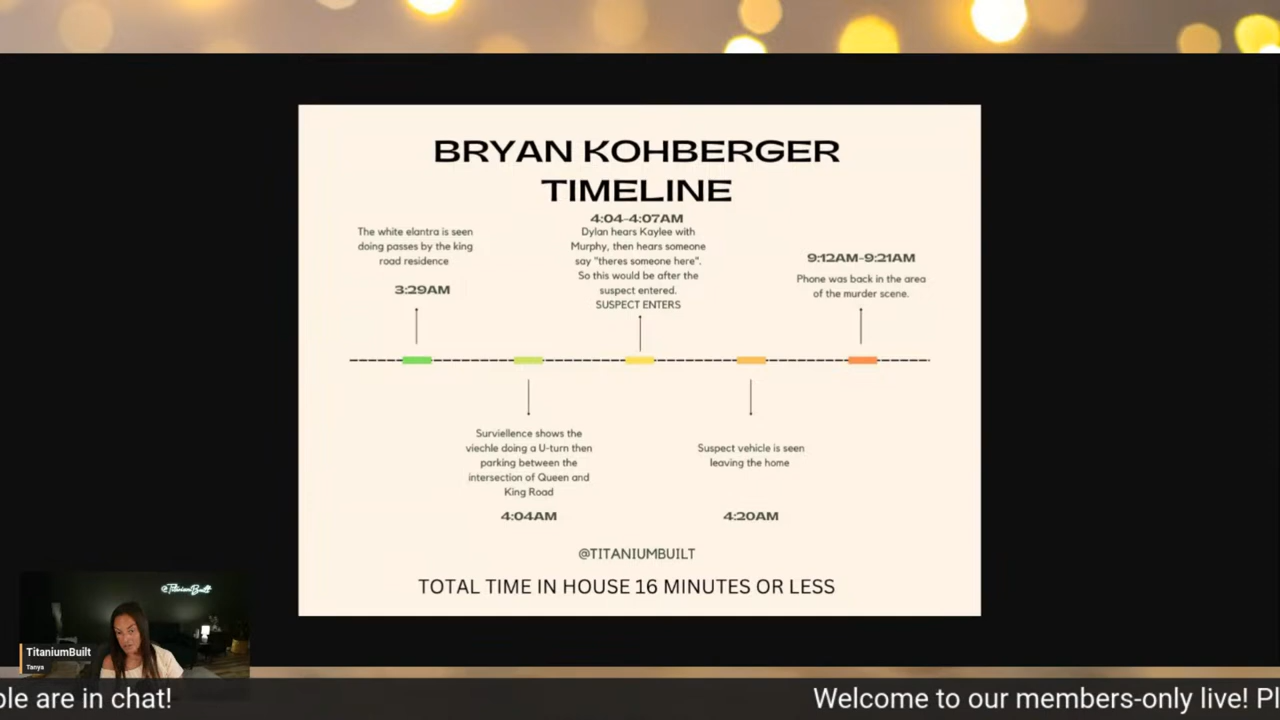 BRYAN KOHBERGER
TIMELINE
The white elantra is seen
doing passes by the king
road residence
3:29AM
4:04-4:07AM
Dylan hears Kaylee with
Murphy, then hears someone
say "theres someone here".
So this would be after the
suspect entered.
SUSPECT ENTERS
9:12AM-9:21AM
Phone was back in the area
of the murder scene.
Surviellence shows the
viechle doing a U-turn then
parking between the
intersection of Queen and
King Road
4:04AM
Suspect vehicle is seen
leaving the home
4:20AM
@TITANIUMBUILT
TOTAL TIME IN HOUSE 16 MINUTES OR LESS
@TitaniumBuilt
TitaniumBuilt
Tanya
ple are in chat!
Welcome to our members-only live! Pl